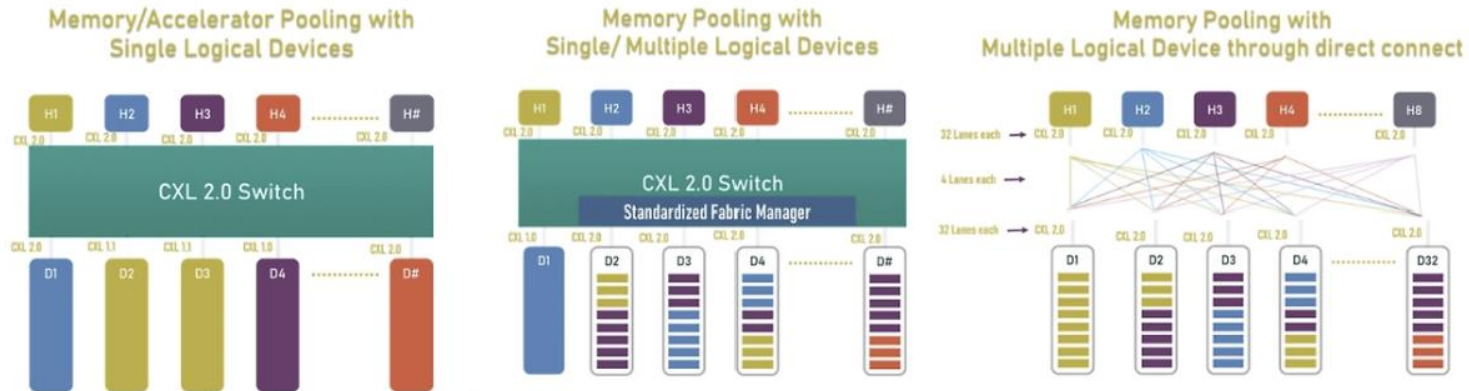 Memory/Accelerator Pooling with
Single Logical Devices
H1 H2 H3 H4 H#
CXL 2.0 CXL 2.0 CXL 2.0 CXL 2.0 CXL 2.0
CXL 2.0 Switch
CXL 2.0 CXL 1.1 CXL 1.1 CXL 1.0 CXL 2.0
D1 D2 D3 D4 D#
Memory Pooling with
Single/ Multiple Logical Devices
H1 H2 H3 H4 H#
CXL 2.0 CXL 2.0 CXL 2.0 CXL 2.0 CXL 2.0
CXL 2.0 Switch
Standardized Fabric Manager
CXL 1.0 CXL 2.0 CXL 2.0 CXL 2.0 CXL 2.0
D1 D2 D3 D4 D#
Memory Pooling with
Multiple Logical Device through direct connect
H1 H2 H3 H4 H8
32 Lanes each CXL 2.0 CXL 2.0 CXL 2.0 CXL 2.0 CXL 2.0
4 Lanes each
32 Lanes each CXL 2.0 CXL 2.0 CXL 2.0 CXL 2.0 CXL 2.0
D1 D2 D3 D4 D32